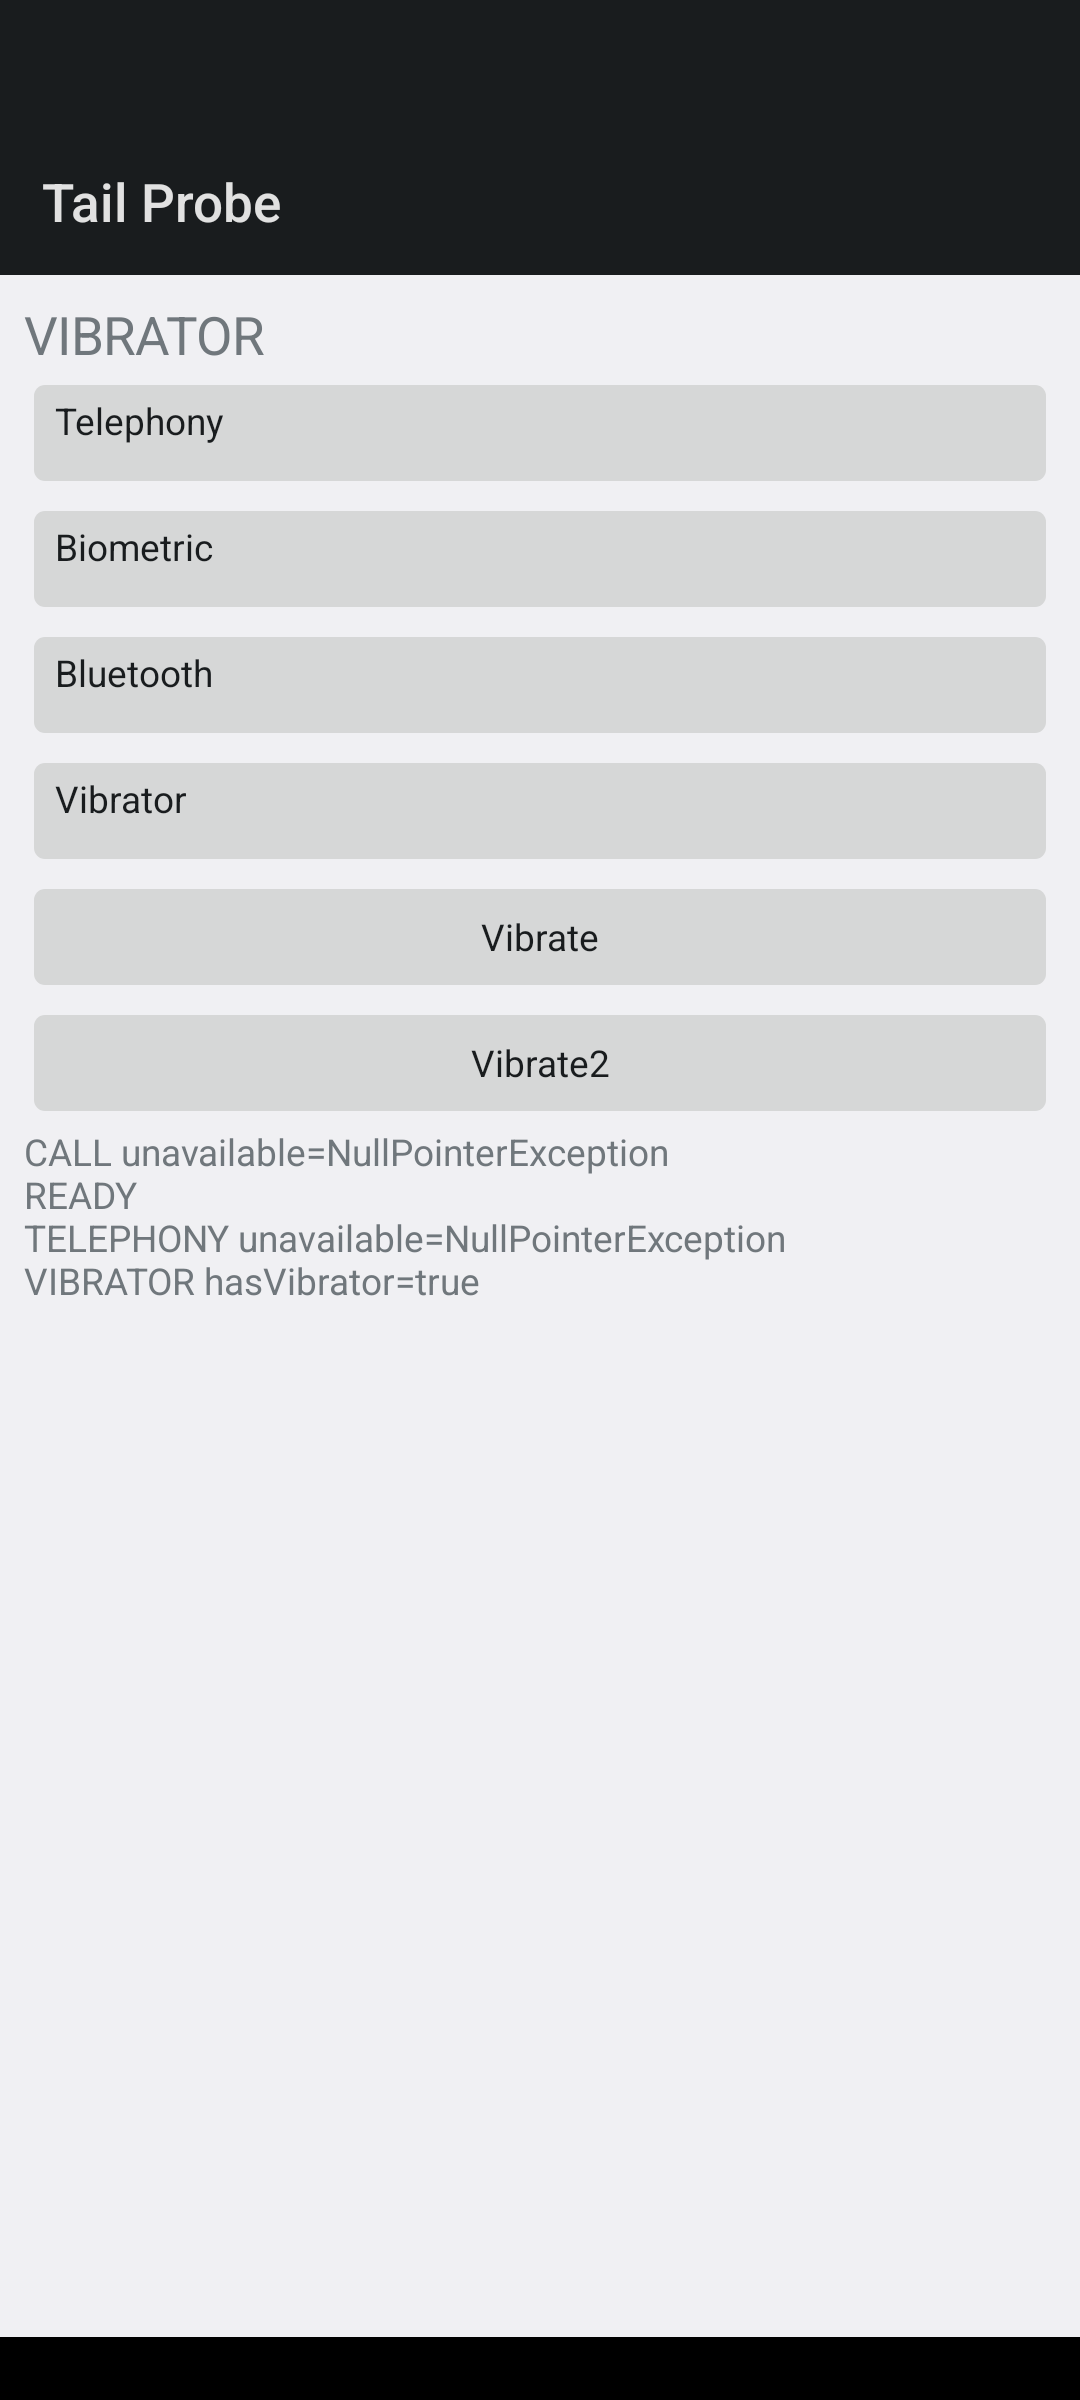 Tail Probe
VIBRATOR
Telephony
Biometric
Bluetooth
Vibrator
Vibrate
Vibrate2
CALL unavailable=NullPointerException
READY
TELEPHONY unavailable=NullPointerException
VIBRATOR hasVibrator=true